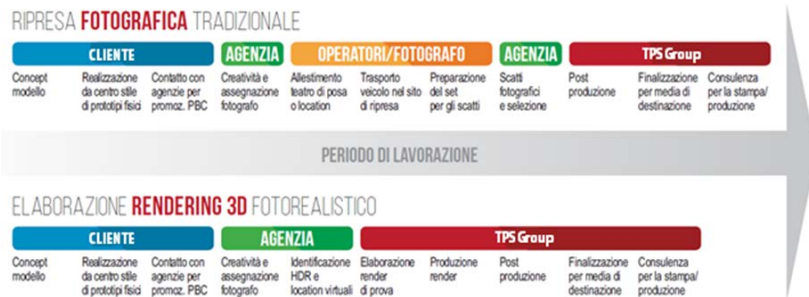 RIPRESA FOTOGRAFICA TRADIZIONALE
CLIENTE AGENZIA OPERATORI/FOTOGRAFO AGENZIA TPS Group
Concept Realizzazione Contatto con Creatività e Allestimento Trasporto Preparazione Scatti Post Finalizzazione Consulenza
modello da centro stile agenzie per assegnazione teatro di posa veicolo nel sito del set fotografici produzione per media di per la stampa/
di prototipi fisici promoz. PBC fotografo o location di ripresa per gli scatti e selezione destinazione produzione
PERIODO DI LAVORAZIONE
ELABORAZIONE RENDERING 3D FOTOREALISTICO
CLIENTE AGENZIA TPS Group
Concept Realizzazione Contatto con Creatività e Identificazione Elaborazione Produzione Post Finalizzazione Consulenza
modello da centro stile agenzie per assegnazione HDR e render render produzione per media di per la stampa/
di prototipi fisici promoz. PBC fotografo location virtuali di prova destinazione produzione